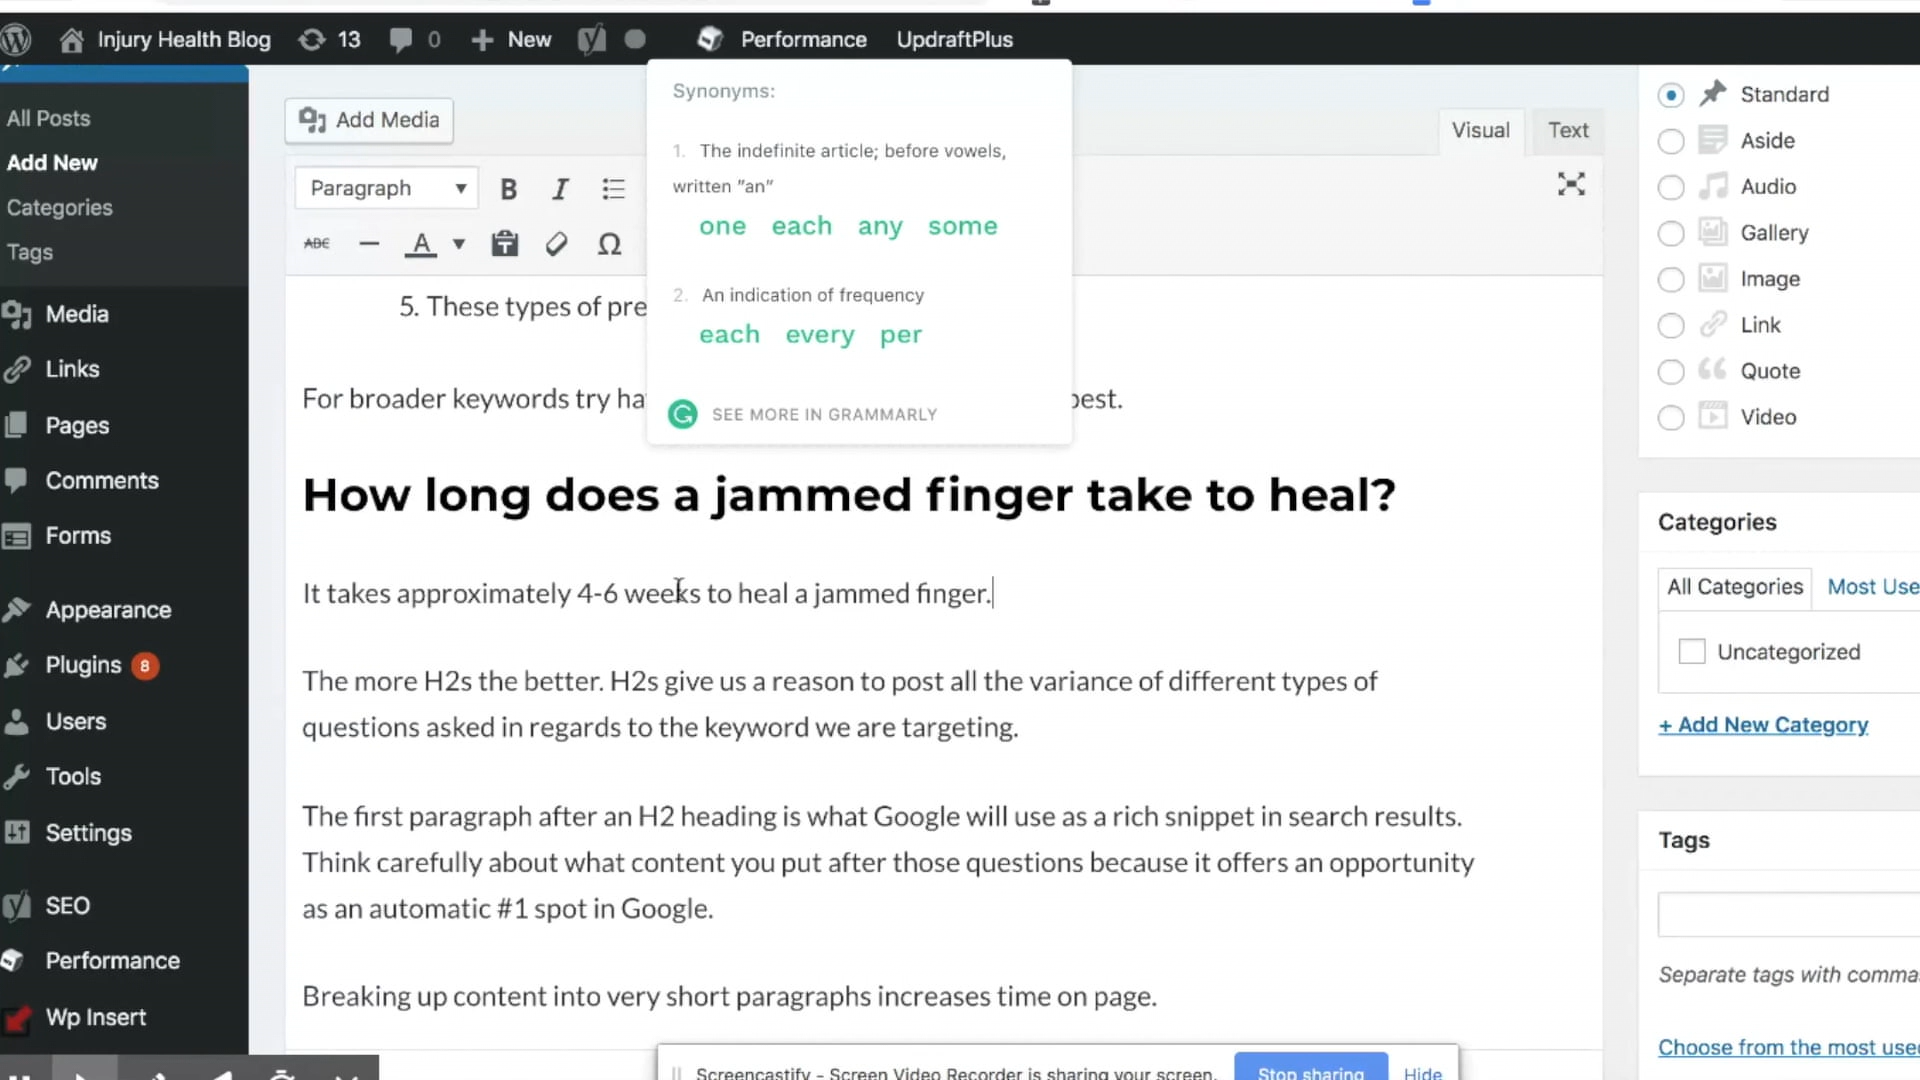 Injury Health Blog 13 0 New Performance UpdraftPlus
All Posts
Add New
Categories
Tags
Media
Links
Pages
Comments
Forms
Appearance
Plugins 8
Users
Tools
Settings
SEO
Performance
Wp Insert
Add Media
Visual Text
Paragraph B I
ABC A Ω
Synonyms:
1. The indefinite article; before vowels,
written "an"
one each any some
2. An indication of frequency
each every per
SEE MORE IN GRAMMARLY
5. These types of pre
For broader keywords try ha
How long does a jammed finger take to heal?
It takes approximately 4-6 weeks to heal a jammed finger.
The more H2s the better. H2s give us a reason to post all the variance of different types of
questions asked in regards to the keyword we are targeting.
The first paragraph after an H2 heading is what Google will use as a rich snippet in search results.
Think carefully about what content you put after those questions because it offers an opportunity
as an automatic #1 spot in Google.
Breaking up content into very short paragraphs increases time on page.
Standard
Aside
Audio
Gallery
Image
Link
Quote
Video
Categories
All Categories Most Use
Uncategorized
+ Add New Category
Tags
Separate tags with comma
Choose from the most use
Screencastify - Screen Video Recorder is sharing your screen. Stop sharing Hide